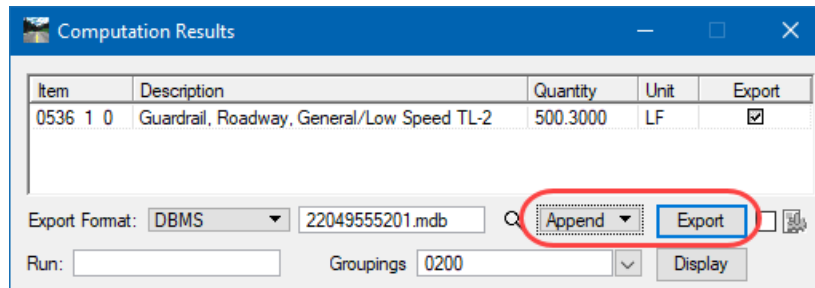 Computation Results
Item Description Quantity Unit Export
0536 1 0 Guardrail, Roadway, General/Low Speed TL-2 500.3000 LF
Export Format: DBMS 22049555201.mdb Append Export
Run: Groupings 0200 Display